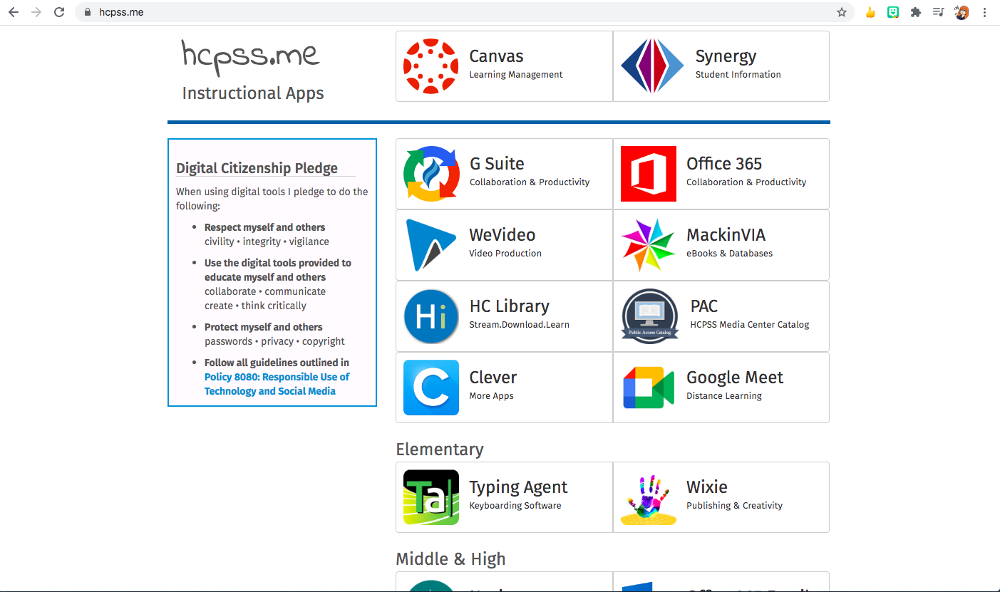 hcpss.me
hcpss.me
Instructional Apps
Canvas
Learning Management
Synergy
Student Information
Digital Citizenship Pledge
When using digital tools I pledge to do the
following:
• Respect myself and others
civility • integrity • vigilance
• Use the digital tools provided to
educate myself and others
collaborate • communicate
create • think critically
• Protect myself and others
passwords • privacy • copyright
• Follow all guidelines outlined in
Policy 8080: Responsible Use of
Technology and Social Media
G Suite
Collaboration & Productivity
Office 365
Collaboration & Productivity
WeVideo
Video Production
MackinVIA
eBooks & Databases
Hi
HC Library
Stream.Download.Learn
Public Access Catalog
PAC
HCPSS Media Center Catalog
C
Clever
More Apps
Google Meet
Distance Learning
Elementary
Ta
Typing Agent
Keyboarding Software
Wixie
Publishing & Creativity
Middle & High